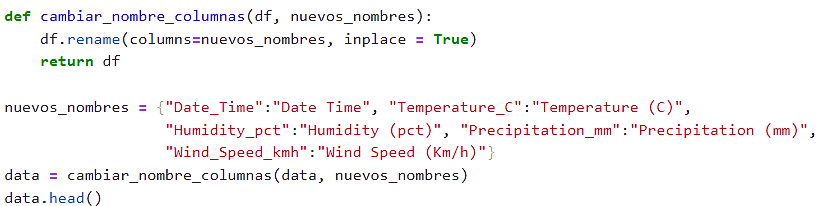 def cambiar_nombre_columnas(df, nuevos_nombres):
    df.rename(columns=nuevos_nombres, inplace = True)
    return df

nuevos_nombres = {"Date_Time":"Date Time", "Temperature_C":"Temperature (C)",
                  "Humidity_pct":"Humidity (pct)", "Precipitation_mm":"Precipitation (mm)",
                  "Wind_Speed_kmh":"Wind Speed (Km/h)"}
data = cambiar_nombre_columnas(data, nuevos_nombres)
data.head()